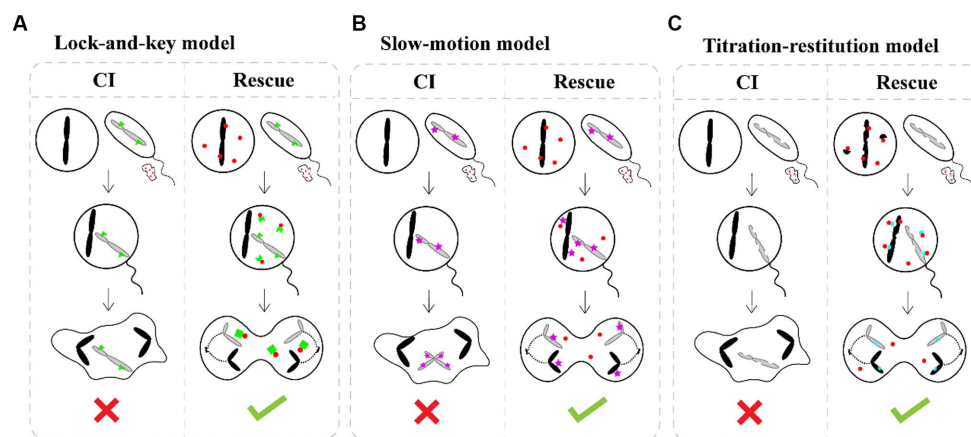 A
Lock-and-key model
CI Rescue
B
Slow-motion model
CI Rescue
C
Titration-restitution model
CI Rescue